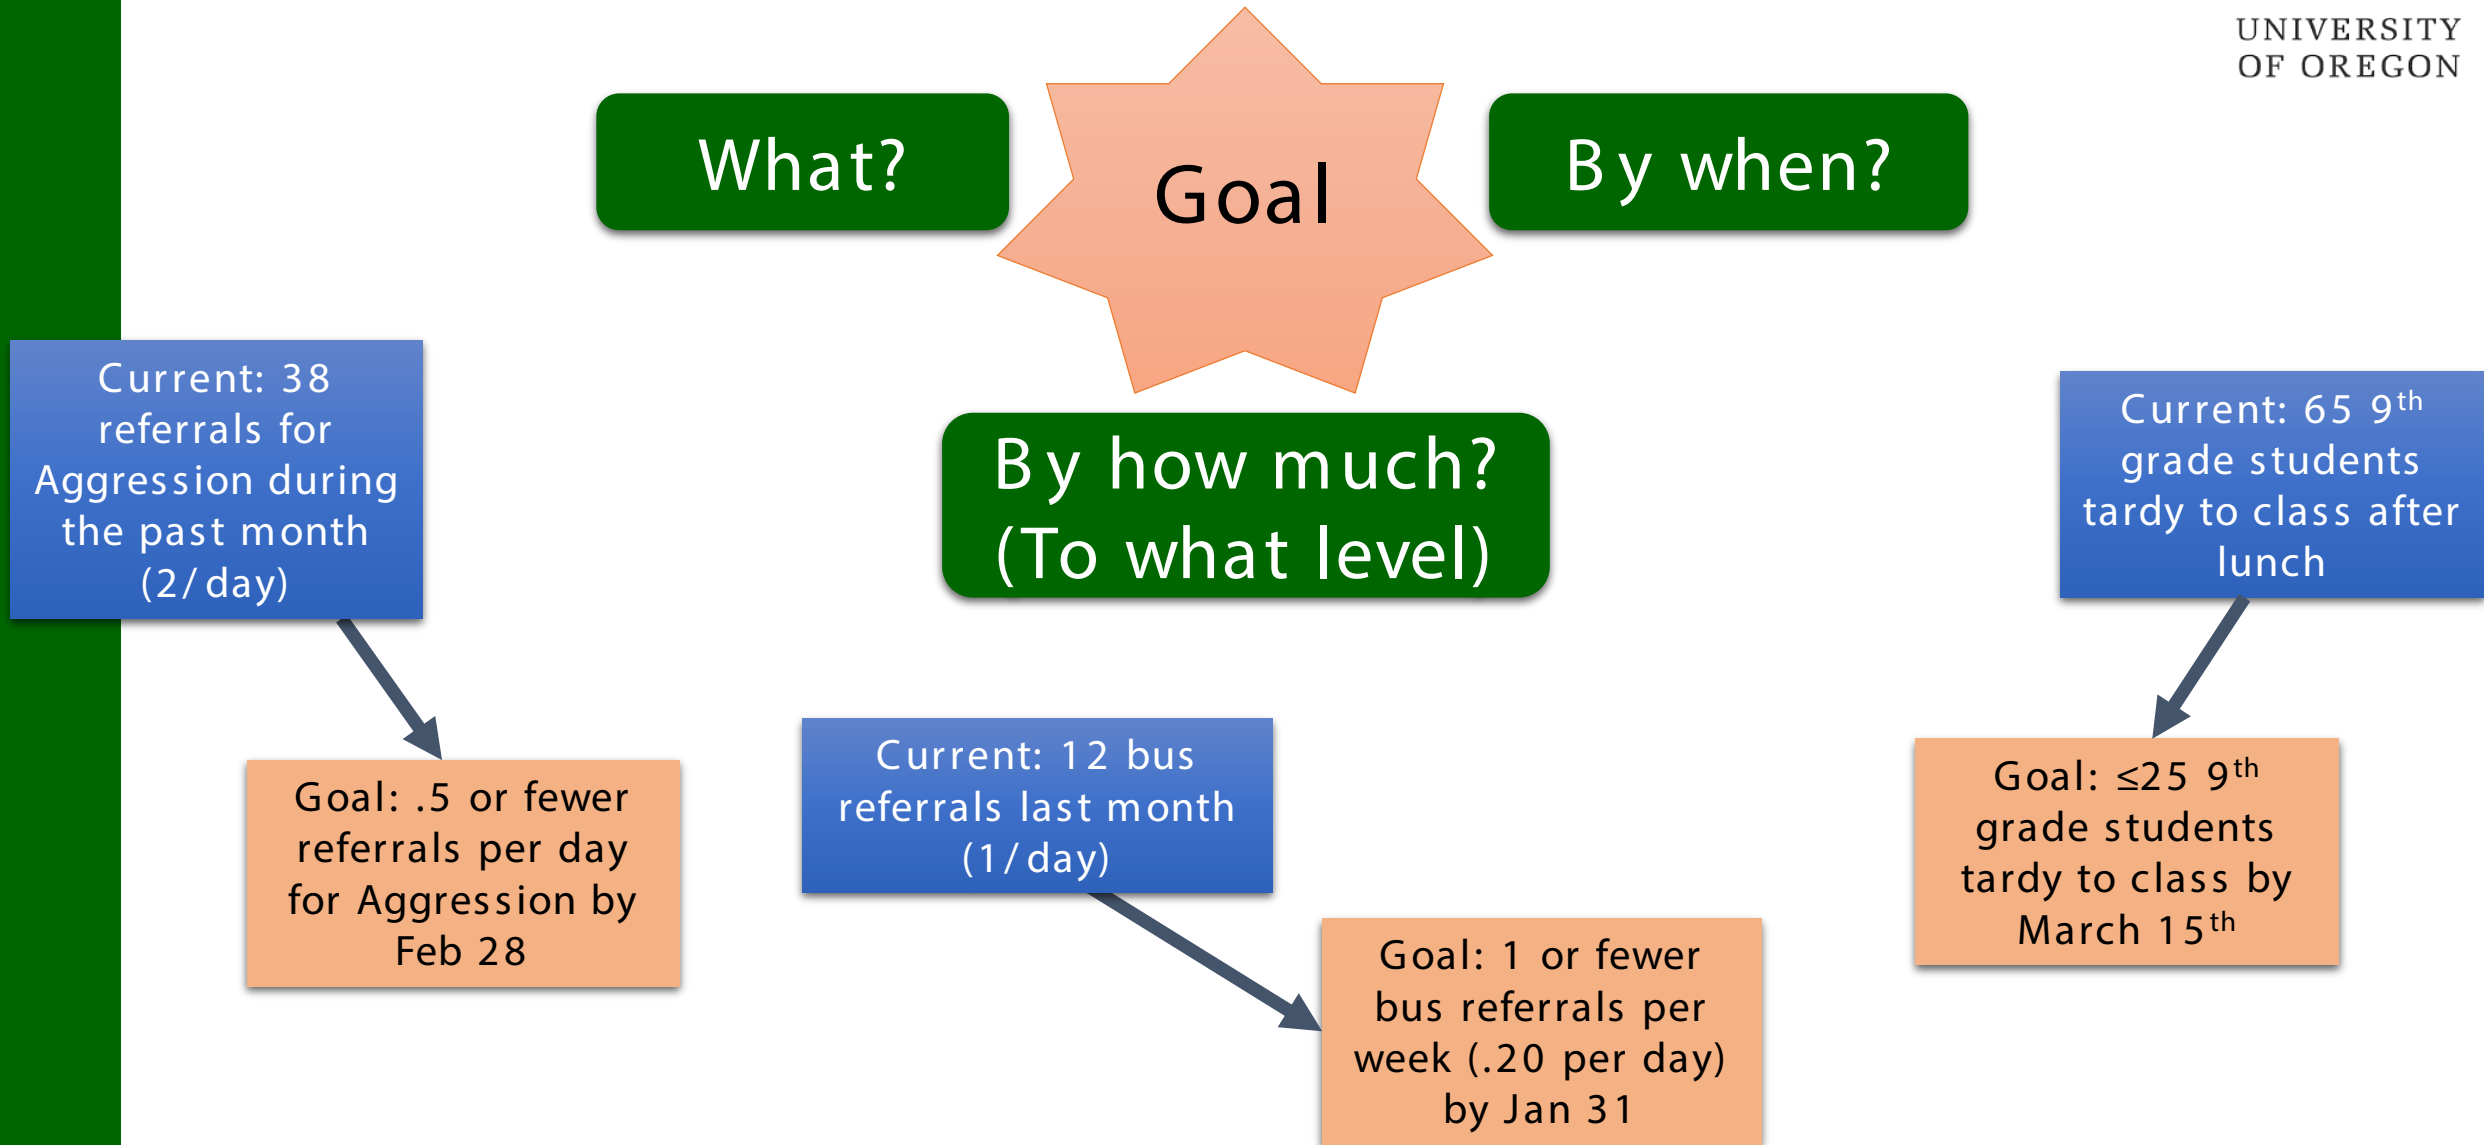 UNIVERSITY
OF OREGON
What?
Goal
By when?
By how much?
(To what level)
Current: 38
referrals for
Aggression during
the past month
(2/day)
Goal: .5 or fewer
referrals per day
for Aggression by
Feb 28
Current: 12 bus
referrals last month
(1/day)
Goal: 1 or fewer
bus referrals per
week (.20 per day)
by Jan 31
Current: 65 9th
grade students
tardy to class after
lunch
Goal: ≤25 9th
grade students
tardy to class by
March 15th